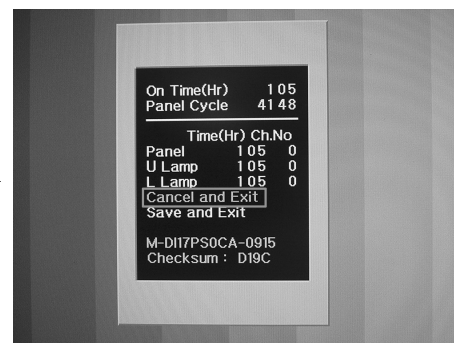 On Time(Hr) 105
Panel Cycle 4148
Time(Hr) Ch.No
Panel 105 0
U Lamp 105 0
L Lamp 105 0
Cancel and Exit
Save and Exit
M-DI17PS0CA-0915
Checksum : D19C